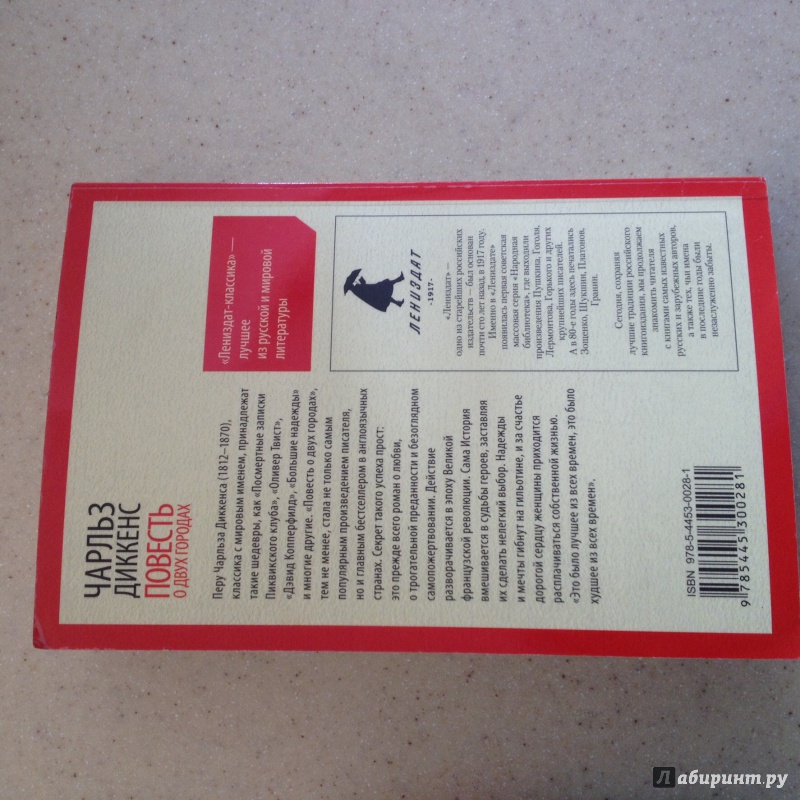 ЧАРЛЬЗ
ДИККЕНС
ПОВЕСТЬ
О ДВУХ ГОРОДАХ
Перу Чарльза Диккенса (1812–1870),
классика с мировым именем, принадлежат
такие шедевры, как «Посмертные записки
Пиквикского клуба», «Оливер Твист»,
«Дэвид Копперфилд», «Большие надежды»
и многие другие. «Повесть о двух городах»,
тем не менее, стала не только самым
популярным произведением писателя,
но и главным бестселлером в англоязычных
странах. Секрет такого успеха прост:
это прежде всего роман о любви,
о трогательной преданности и безоглядном
самопожертвовании. Действие
разворачивается в эпоху Великой
французской революции. Сама История
вмешивается в судьбы героев, заставляя
их сделать нелегкий выбор. Надежды
и мечты гибнут на гильотине, и за счастье
дорогой сердцу женщины приходится
расплачиваться собственной жизнью.
«Это было лучшее из всех времен, это было
худшее из всех времен».
ISBN 978-5-4453-0028-1
9 785445 300281
«Лениздат-классика» —
лучшее
из русской и мировой
литературы
ЛЕНИЗДАТ
·1917·
«Лениздат» —
одно из старейших российских
издательств – был основан
почти сто лет назад, в 1917 году.
Именно в «Лениздате»
появилась первая советская
массовая серия «Народная
библиотека», где выходили
произведения Пушкина, Гоголя,
Лермонтова, Горького и других
крупнейших писателей.
А в 80-е годы здесь печатались
Зощенко, Шукшин, Платонов,
Гранин.
Сегодня, сохраняя
лучшие традиции российского
книгоиздания, мы продолжаем
знакомить читателя
с книгами самых известных
русских и зарубежных авторов,
а также тех, чьи имена
в последние годы были
незаслуженно забыты.
Лабиринт.ру